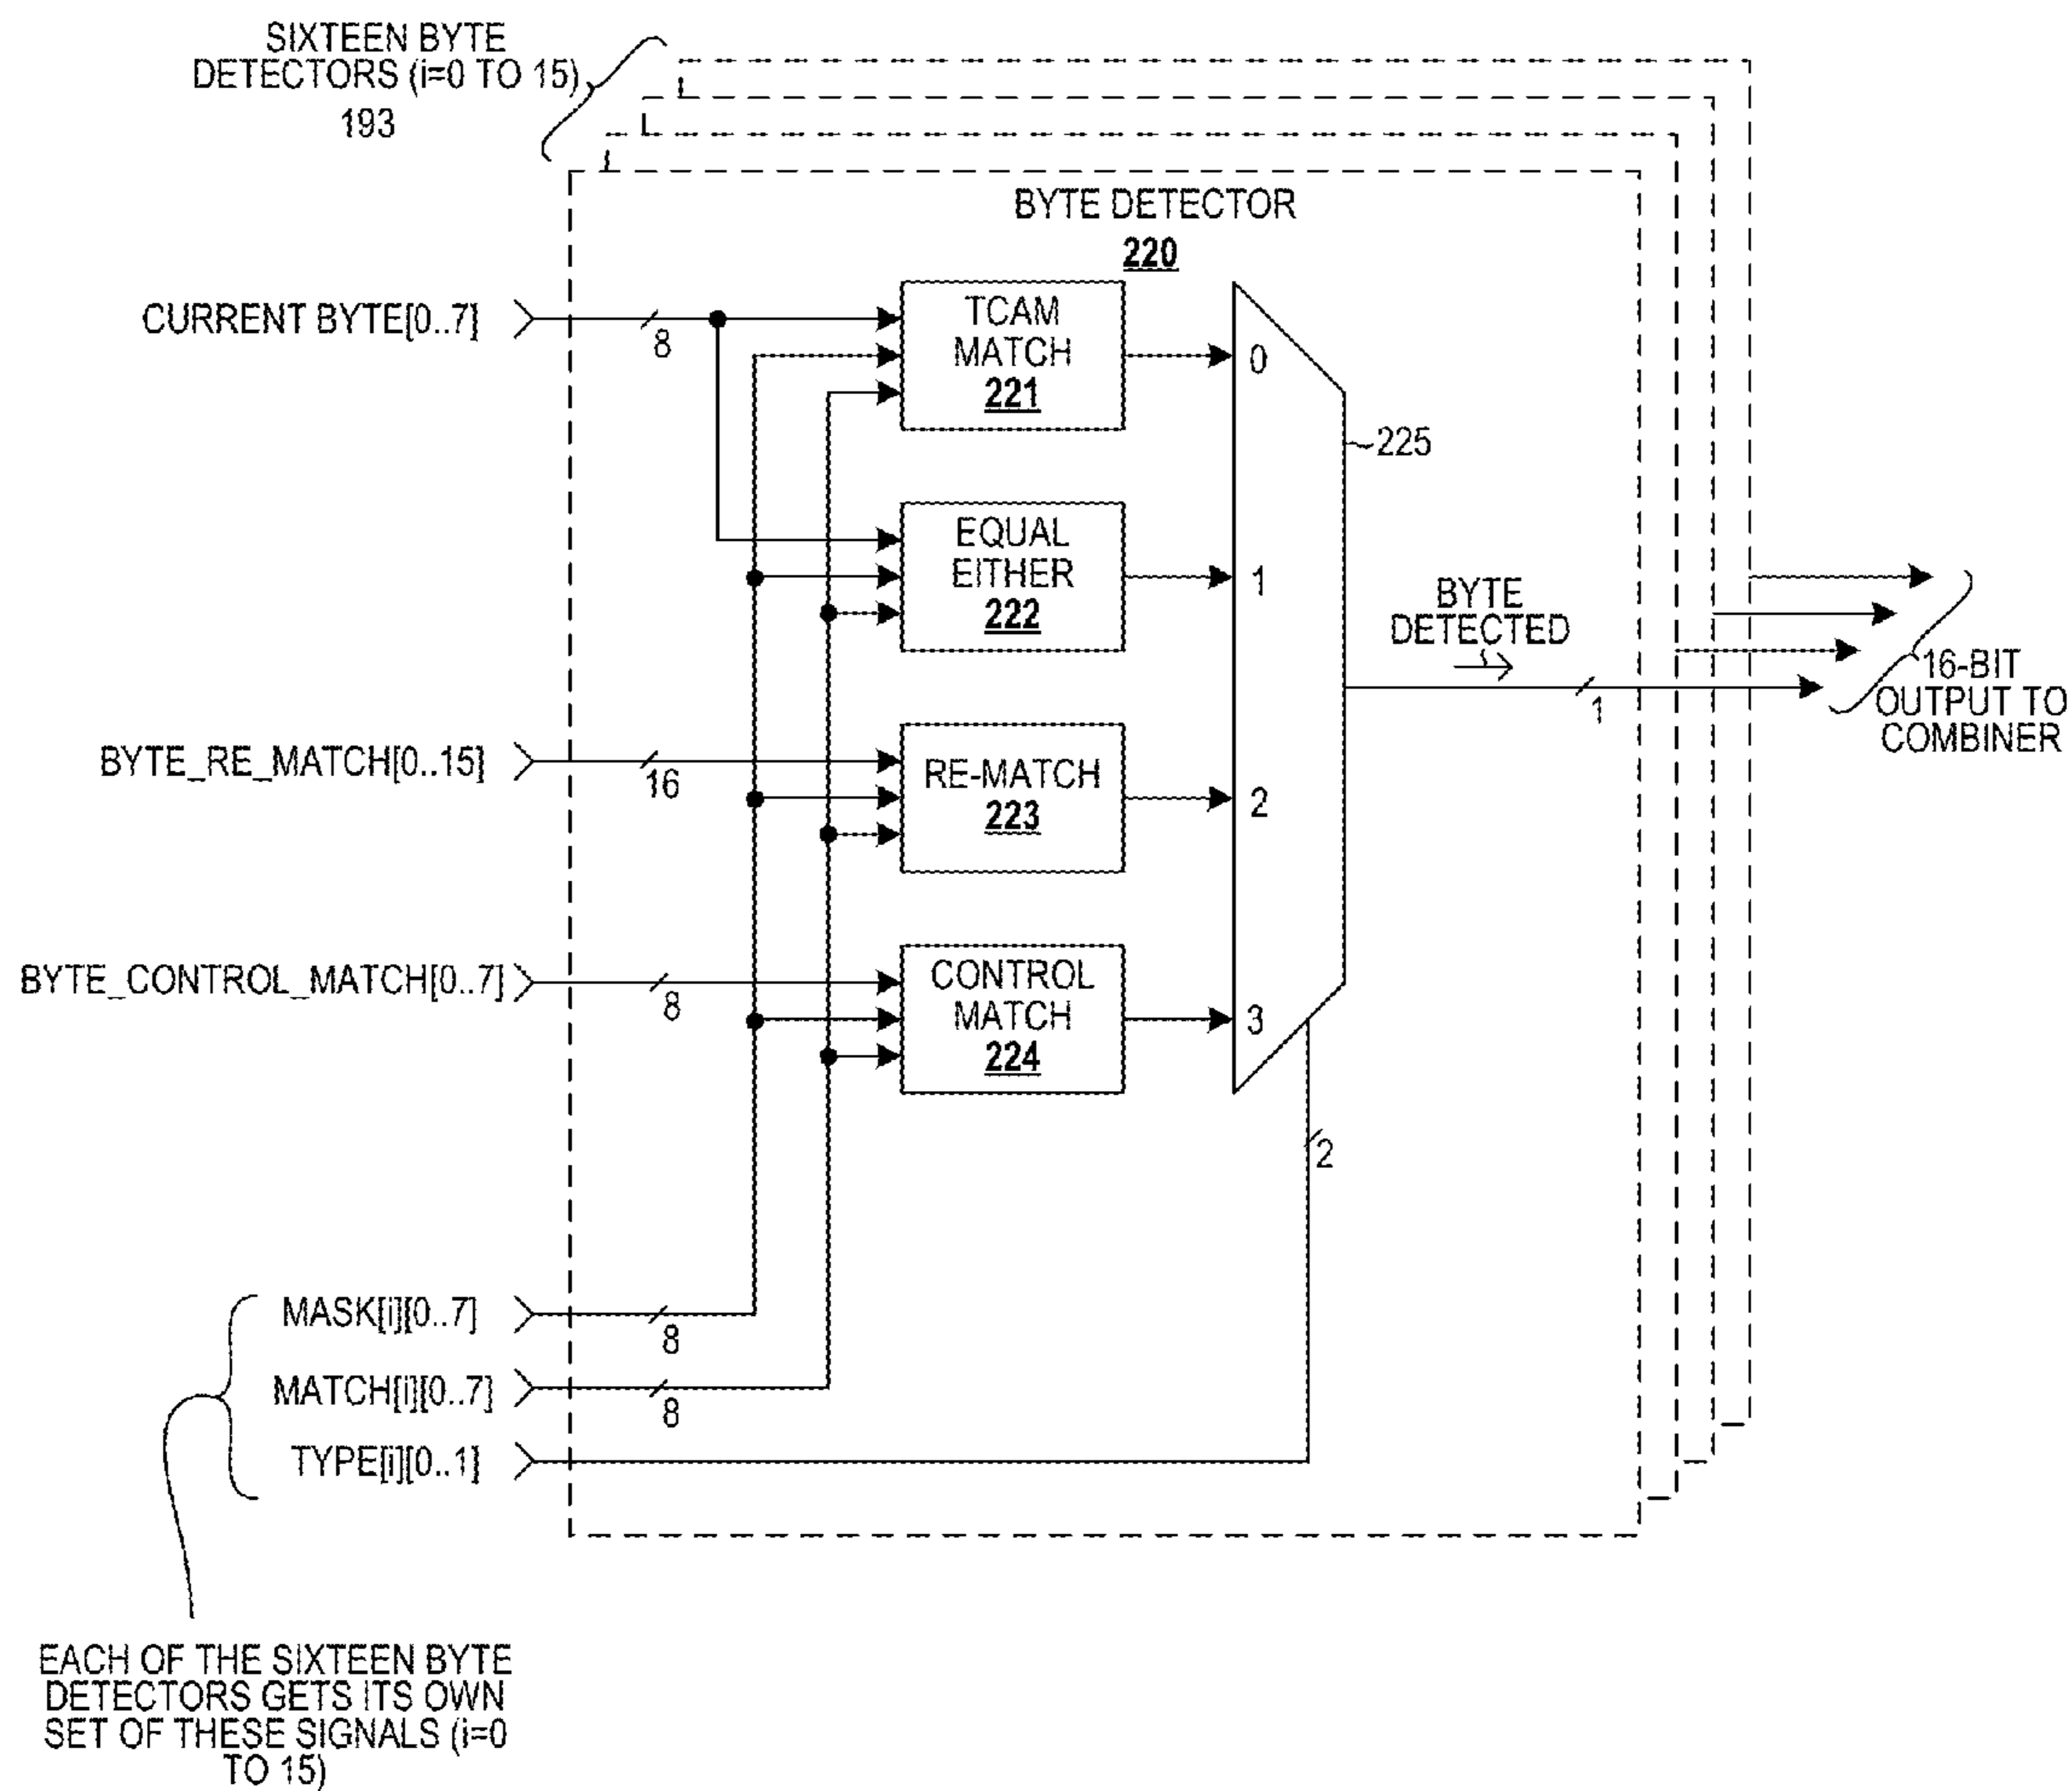 SIXTEEN BYTE
DETECTORS (i=0 TO 15)
193
BYTE DETECTOR
220
CURRENT BYTE[0..7]
8
TCAM
MATCH
221
0
225
EQUAL
EITHER
222
1
BYTE
DETECTED
1
16-BIT
OUTPUT TO
COMBINER
BYTE_RE_MATCH[0..15]
16
RE-MATCH
223
2
BYTE_CONTROL_MATCH[0..7]
8
CONTROL
MATCH
224
3
2
MASK[i][0..7]
8
MATCH[i][0..7]
8
TYPE[i][0..1]
EACH OF THE SIXTEEN BYTE
DETECTORS GETS ITS OWN
SET OF THESE SIGNALS (i=0
TO 15)